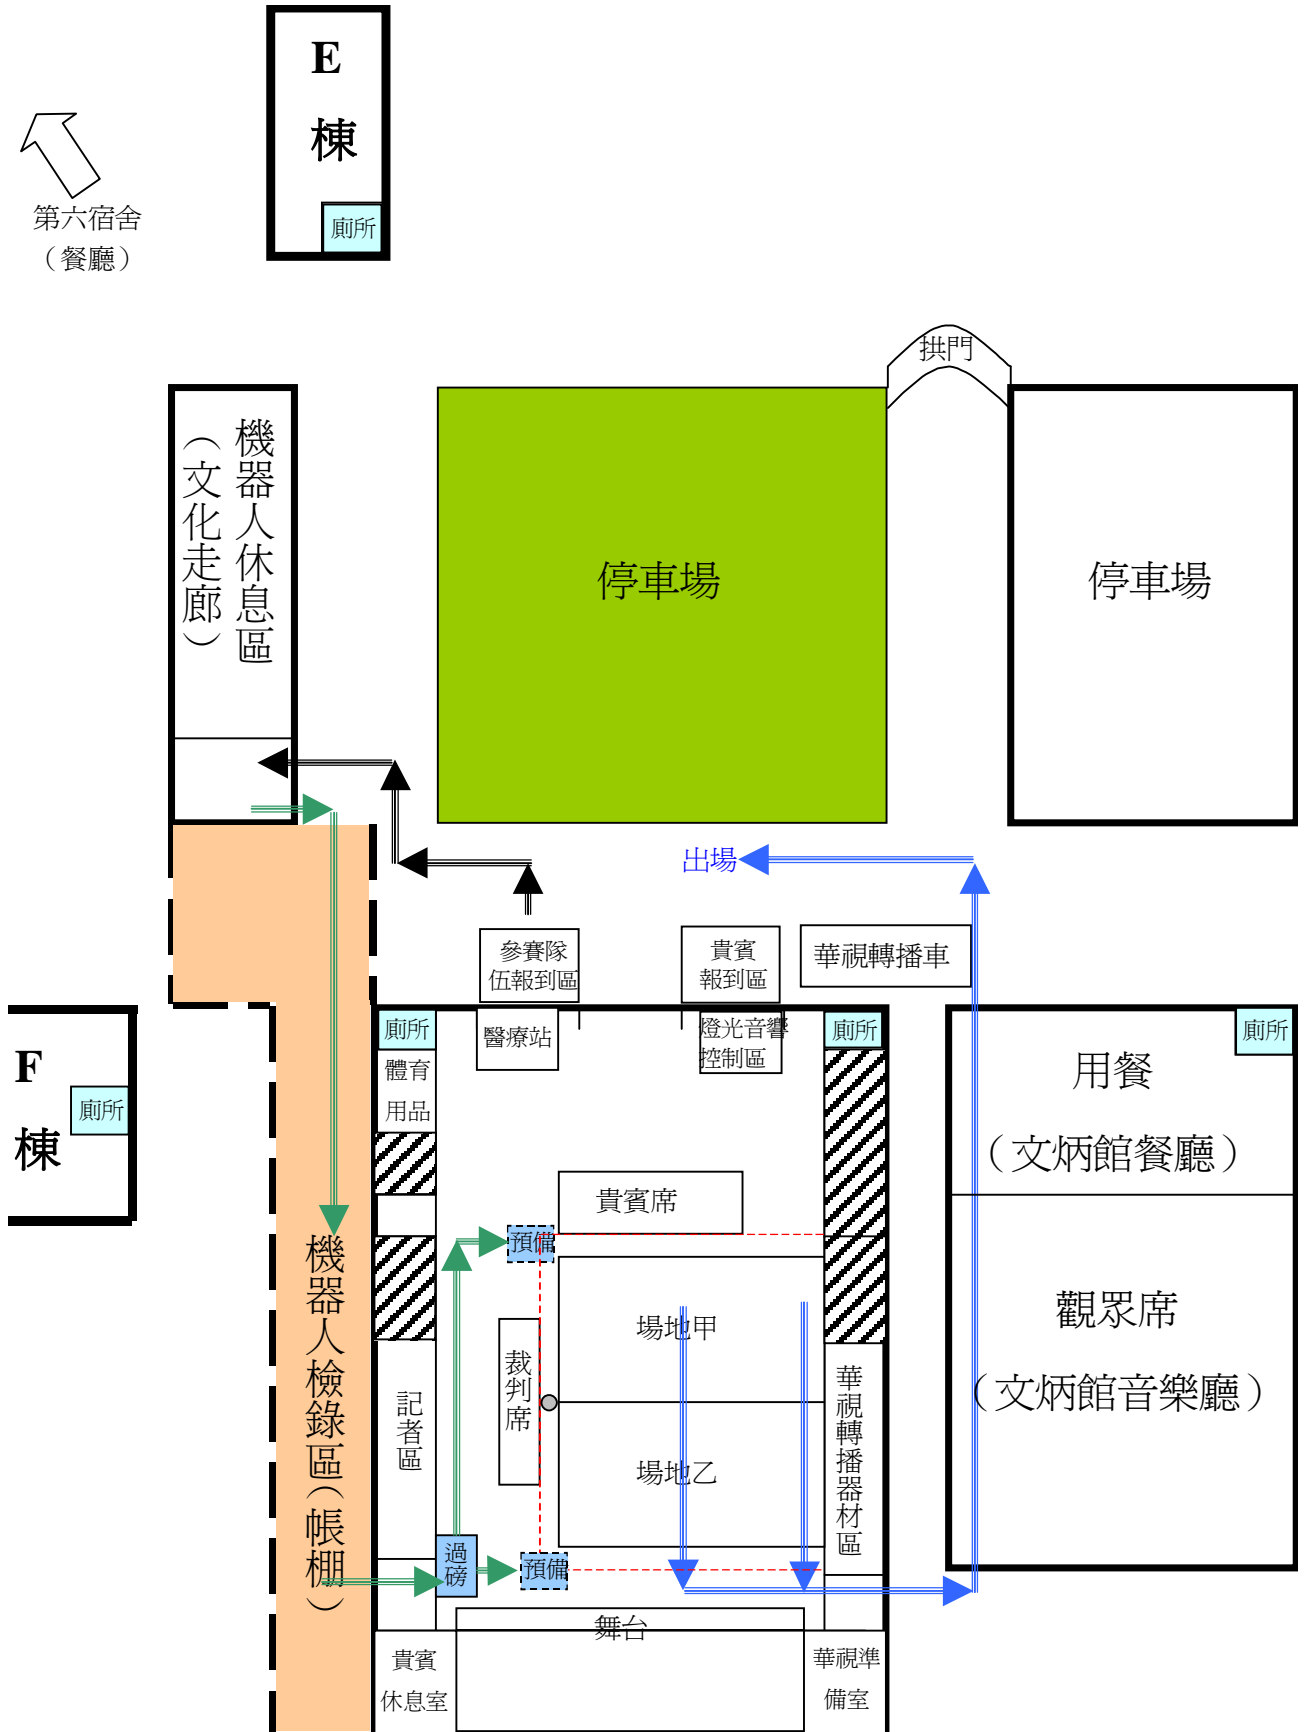 E
棟
廁所
第六宿舍
（餐廳）
拱門
機器人休息區
（文化走廊）
停車場
停車場
出場
參賽隊
伍報到區
貴賓
報到區
華視轉播車
廁所
醫療站
燈光音響
控制區
廁所
廁所
體育
用品
F
棟
廁所
用餐
（文炳館餐廳）
貴賓席
預備
機器人檢錄區（帳棚）
場地甲
裁判席
觀眾席
（文炳館音樂廳）
記者區
華視轉播器材區
場地乙
過磅
預備
舞台
貴賓
休息室
華視準
備室